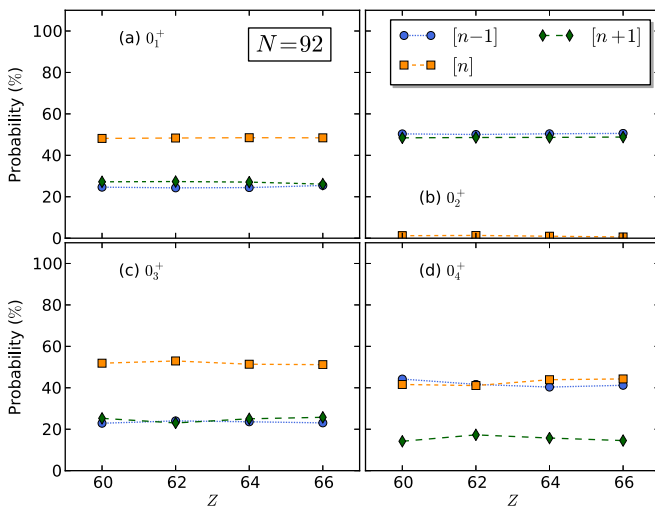 (a) 0₁⁺
N=92
[n−1]
[n+1]
[n]
100
80
60
40
20
0
Probability (%)
(b) 0₂⁺
(c) 0₃⁺
(d) 0₄⁺
100
80
60
40
20
0
Probability (%)
60 62 64 66
60 62 64 66
Z
Z